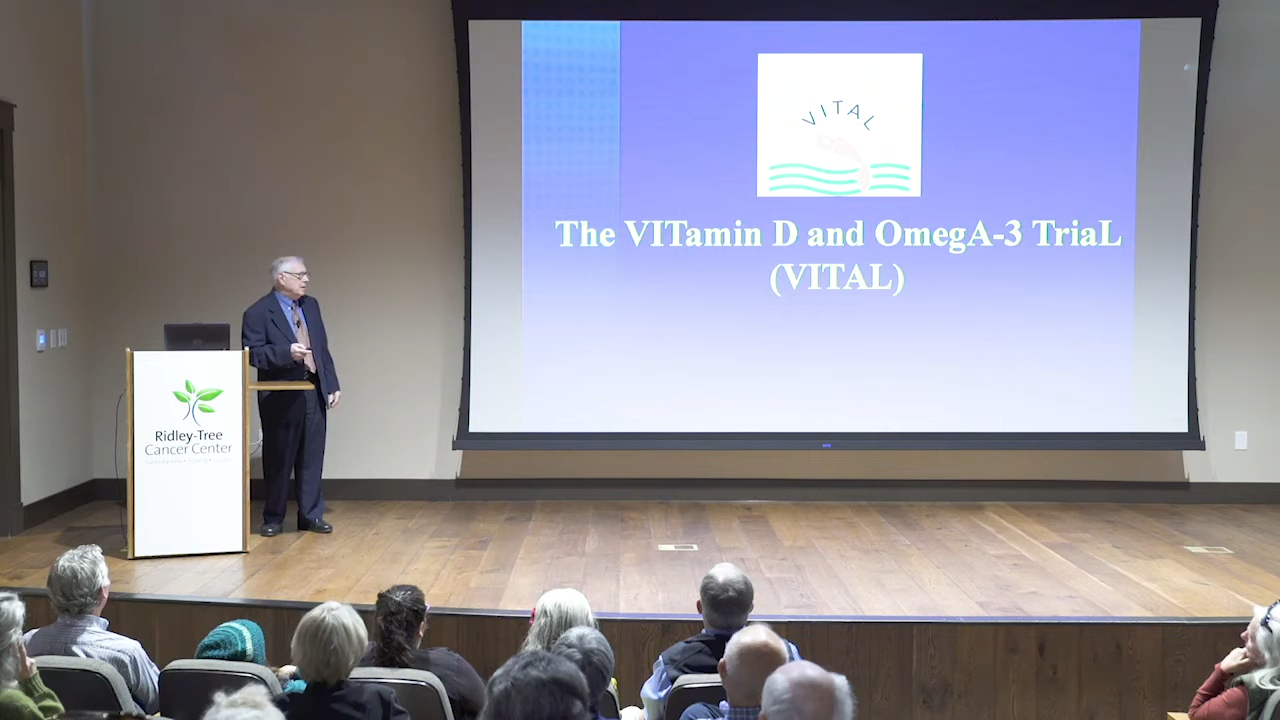 VITAL
The VITamin D and OmegA-3 TriaL
(VITAL)
Ridley-Tree
Cancer Center